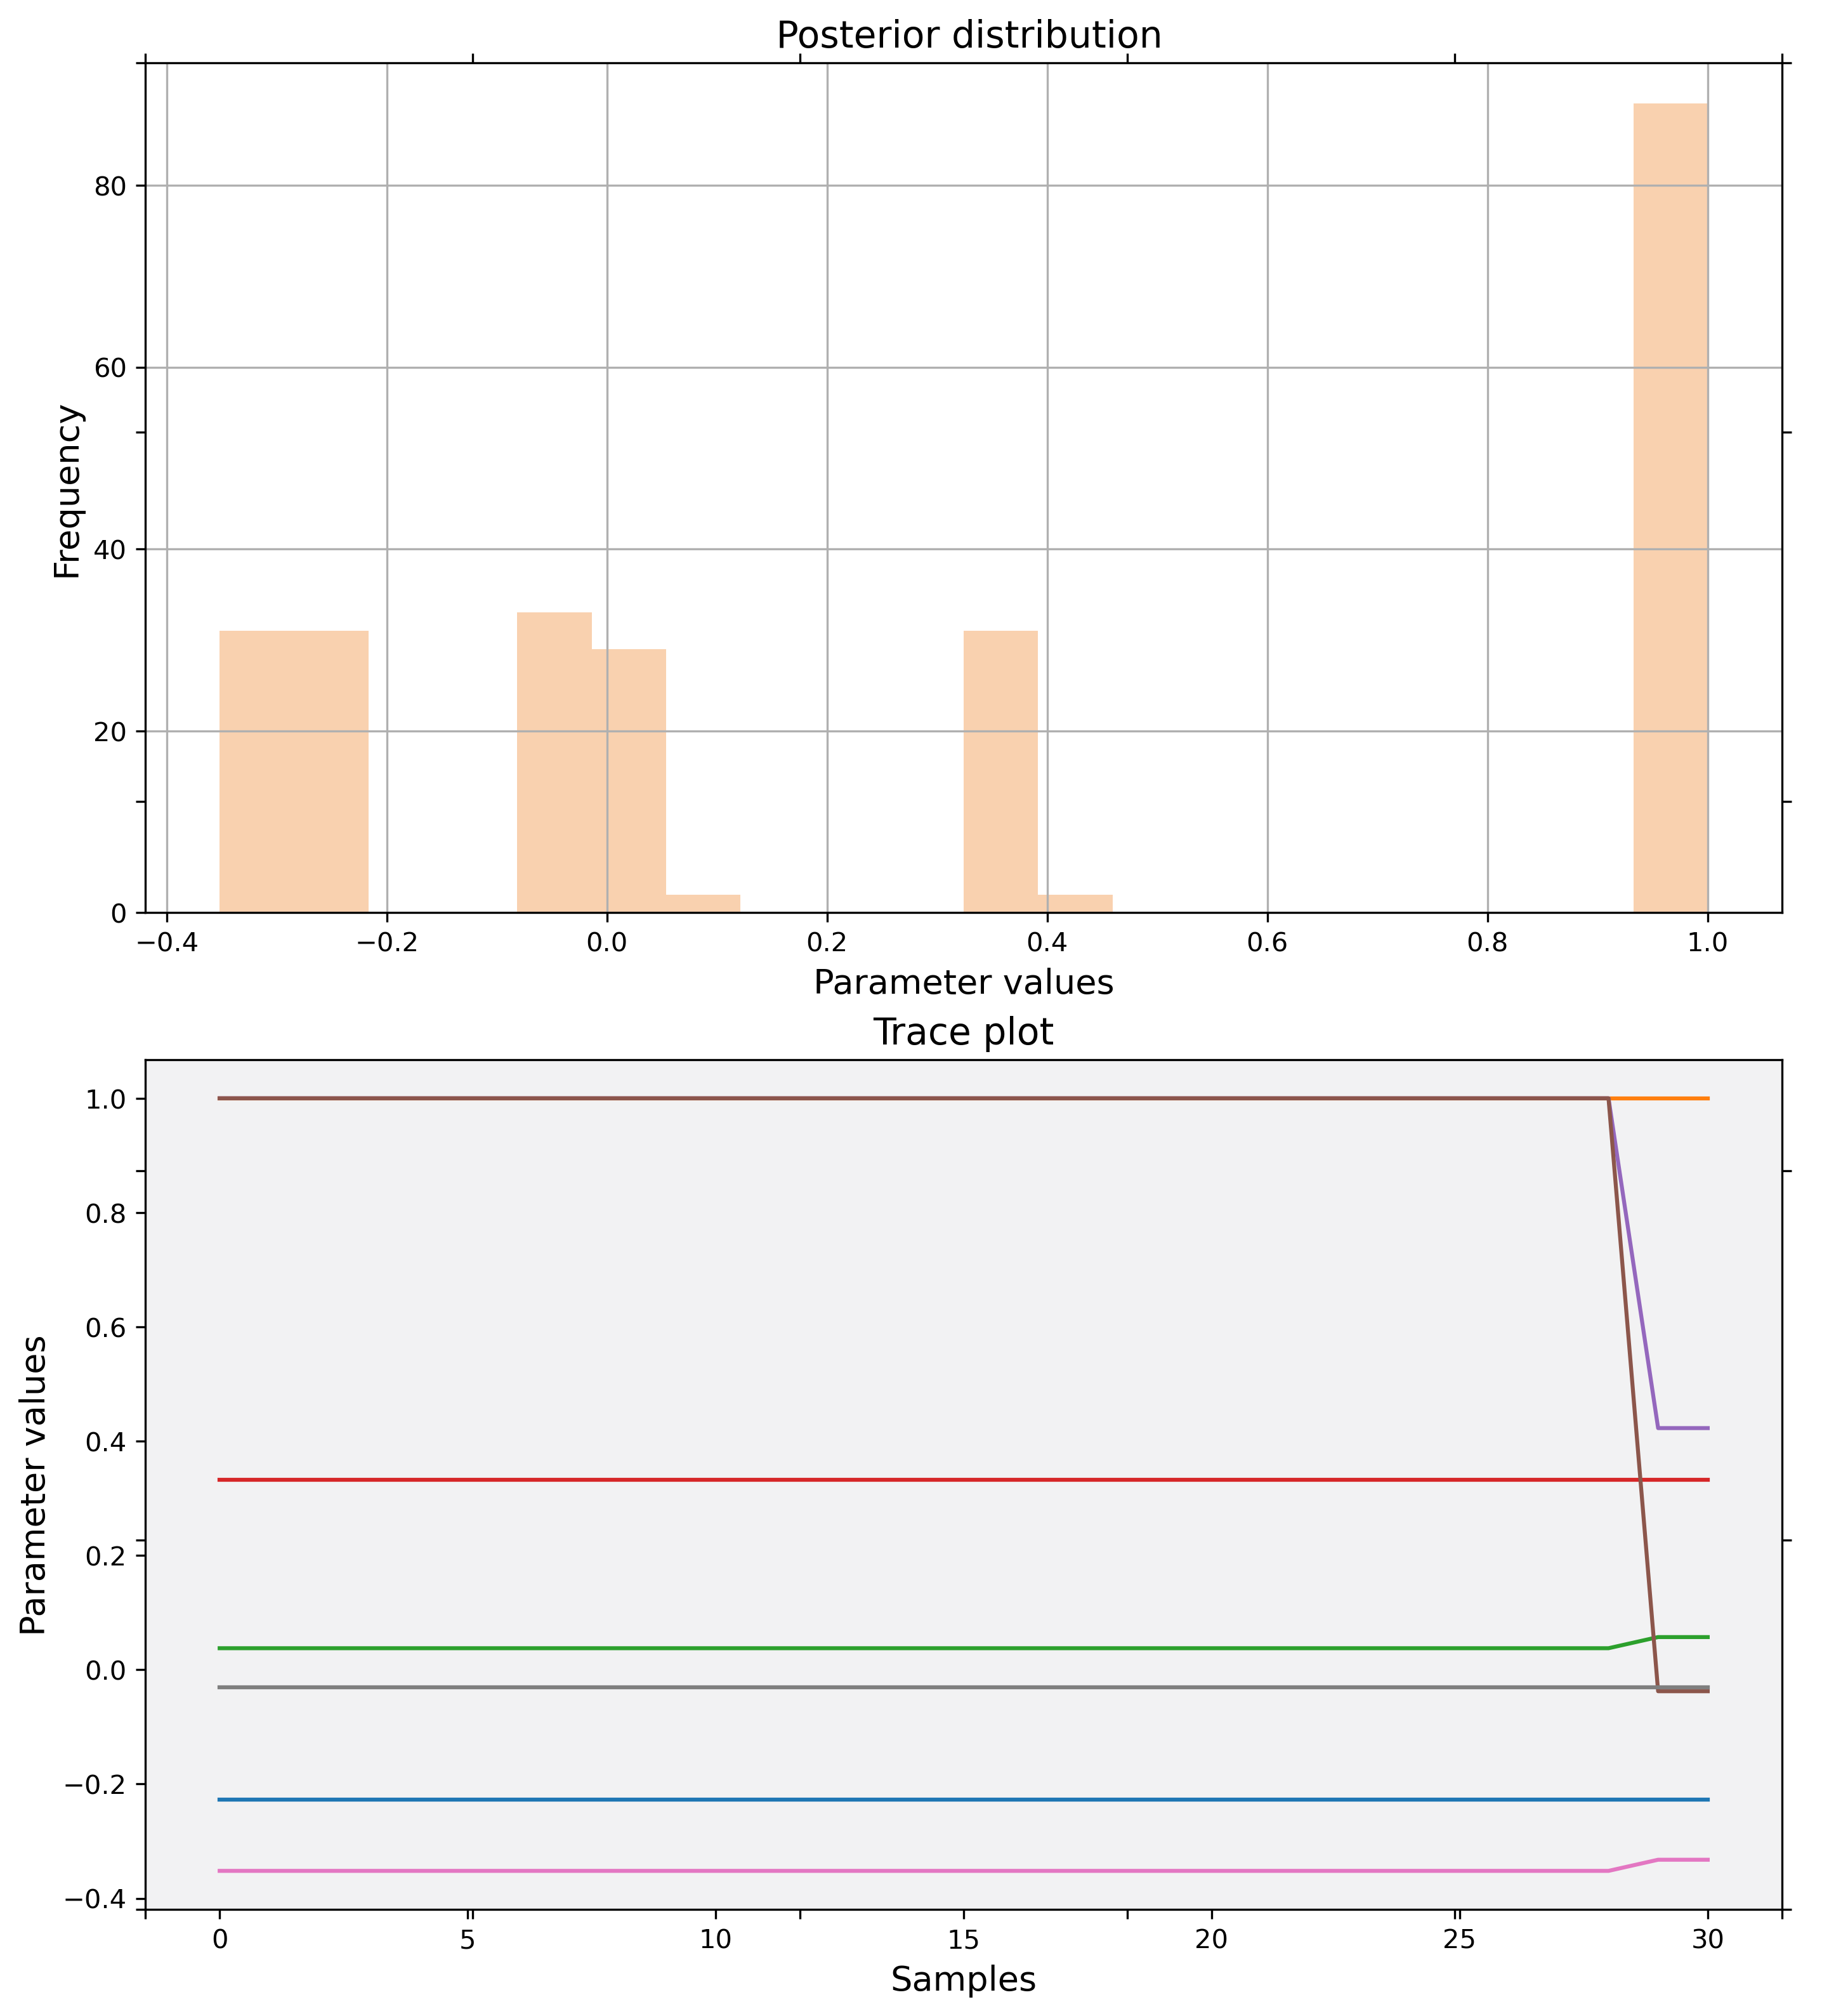 Posterior distribution
Frequency
80
60
40
20
0
−0.4 −0.2 0.0 0.2 0.4 0.6 0.8 1.0
Parameter values
Trace plot
Parameter values
1.0
0.8
0.6
0.4
0.2
0.0
−0.2
−0.4
0 5 10 15 20 25 30
Samples